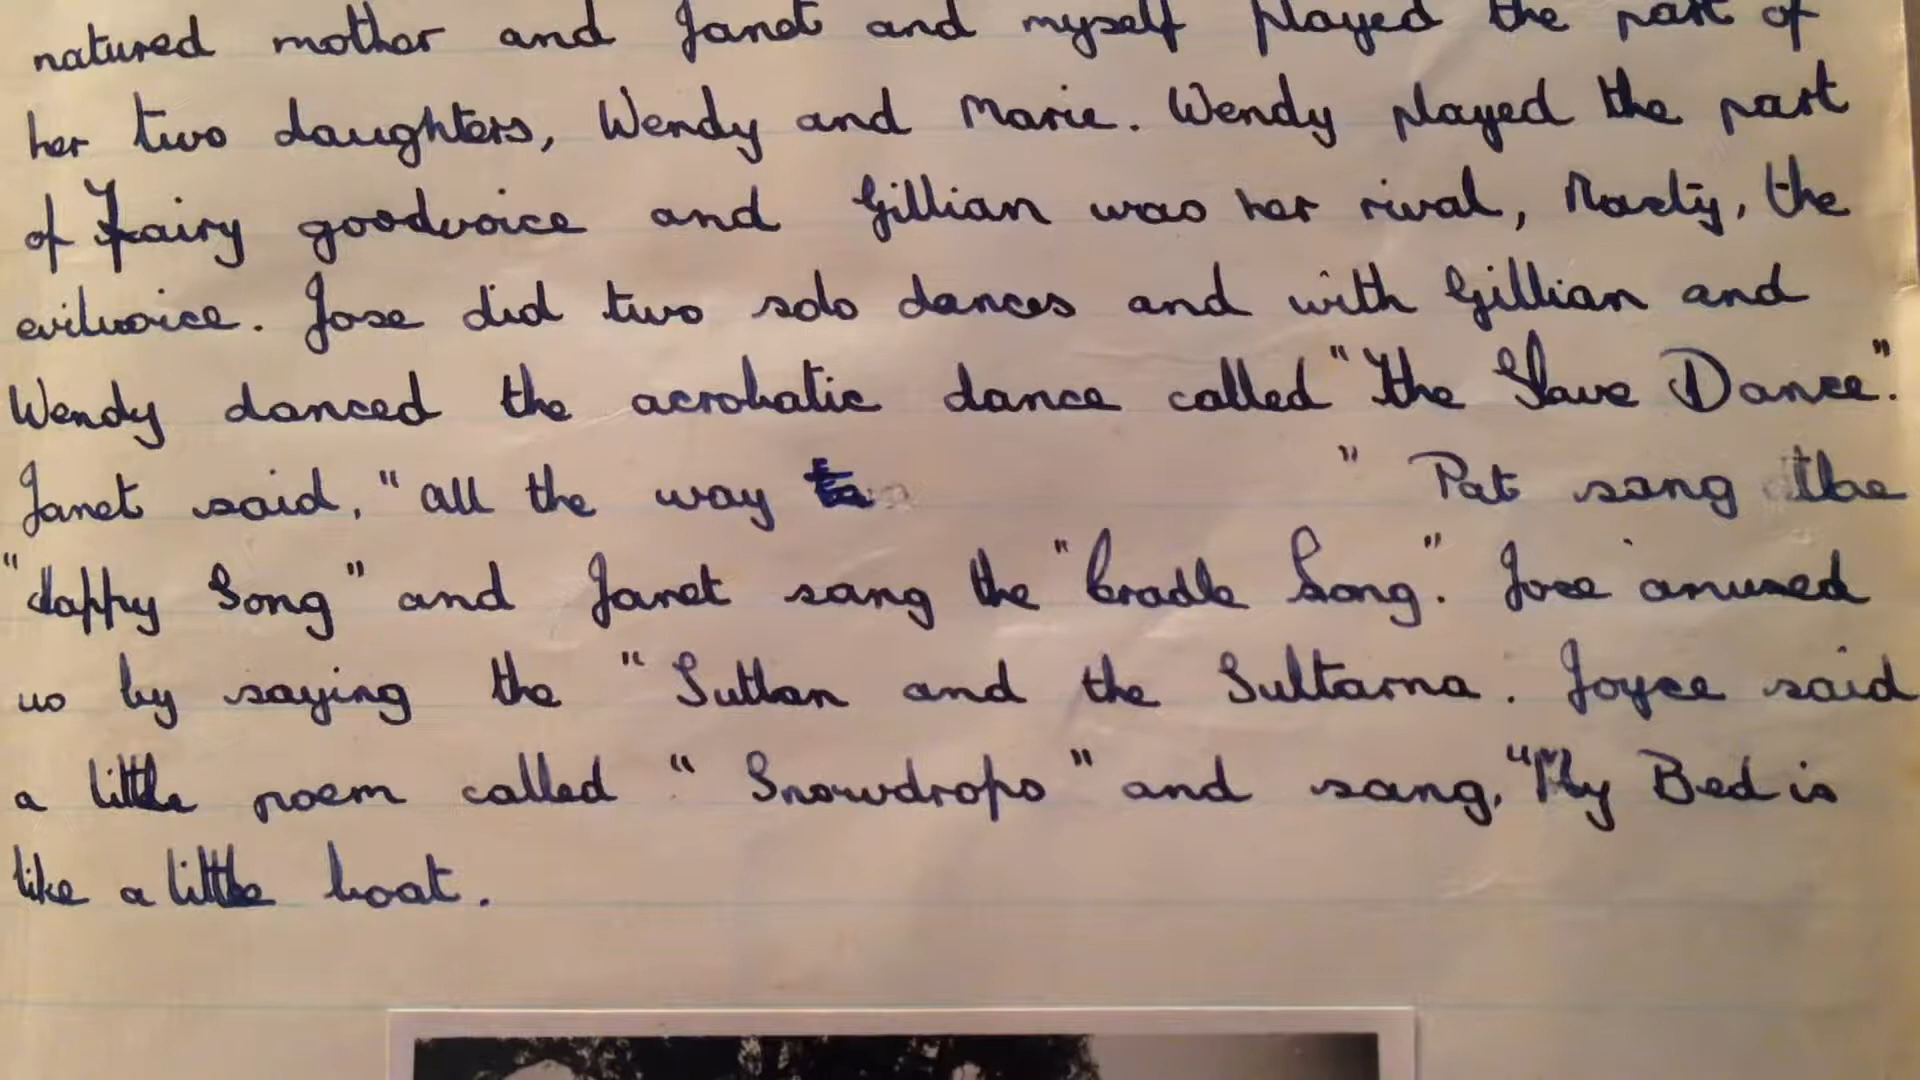 natured mother and Janet and myself played the part of
her two daughters, Wendy and Marie. Wendy played the part
of Fairy goodvoice and Gillian was her rival, the
evilvoice. Jose did two solo dances and with Gillian and
Wendy danced the acrobatic dance called "The Slave Dance".
Janet said, "all the way " Pat sang the
"Happy Song" and Janet sang the "Cradle Song". Jose amused
us by saying the "Sultan and the Sultarna. Joyce said
a little poem called "Snowdrops" and sang, "My Bed is
like a little boat.